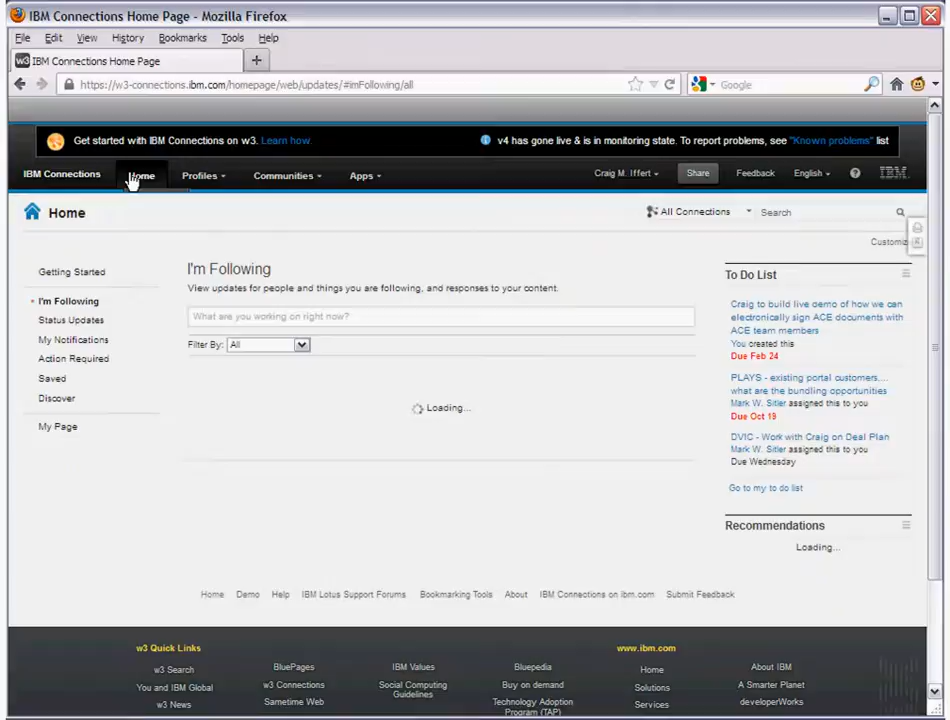 IBM Connections Home Page - Mozilla Firefox
File Edit View History Bookmarks Tools Help
w3 IBM Connections Home Page
https://w3-connections.ibm.com/homepage/web/updates/#imFollowing/all
Google
Get started with IBM Connections on w3. Learn how.
v4 has gone live & is in monitoring state. To report problems, see "Known problems" list
IBM Connections Home Profiles Communities Apps Craig M. Iffert Share Feedback English ? IBM
Home
All Connections Search
Getting Started
I'm Following
Status Updates
My Notifications
Action Required
Saved
Discover
My Page
I'm Following
View updates for people and things you are following, and responses to your content.
What are you working on right now?
Filter By: All
Loading...
To Do List
Craig to build live demo of how we can
electronically sign ACE documents with
ACE team members
You created this
Due Feb 24
PLAYS - existing portal customers....
what are the bundling opportunities
Mark W. Sitler assigned this to you
Due Oct 19
DVIC - Work with Craig on Deal Plan
Mark W. Sitler assigned this to you
Due Wednesday
Go to my to do list
Recommendations
Loading...
Home Demo Help IBM Lotus Support Forums Bookmarking Tools About IBM Connections on ibm.com Submit Feedback
w3 Quick Links
w3 Search
You and IBM Global
w3 News
BluePages
w3 Connections
Sametime Web
IBM Values
Social Computing
Guidelines
Bluepedia
Buy on demand
Technology Adoption
Program (TAP)
www.ibm.com
Home
Solutions
Services
About IBM
A Smarter Planet
developerWorks